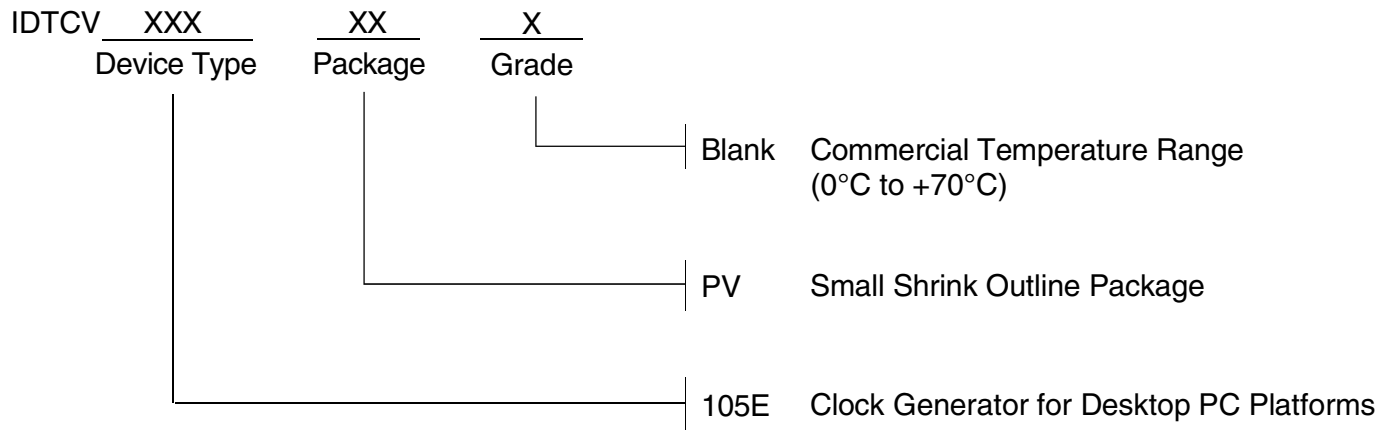 IDTCV XXX XX X
Device Type Package Grade
Blank Commercial Temperature Range
(0°C to +70°C)
PV Small Shrink Outline Package
105E Clock Generator for Desktop PC Platforms